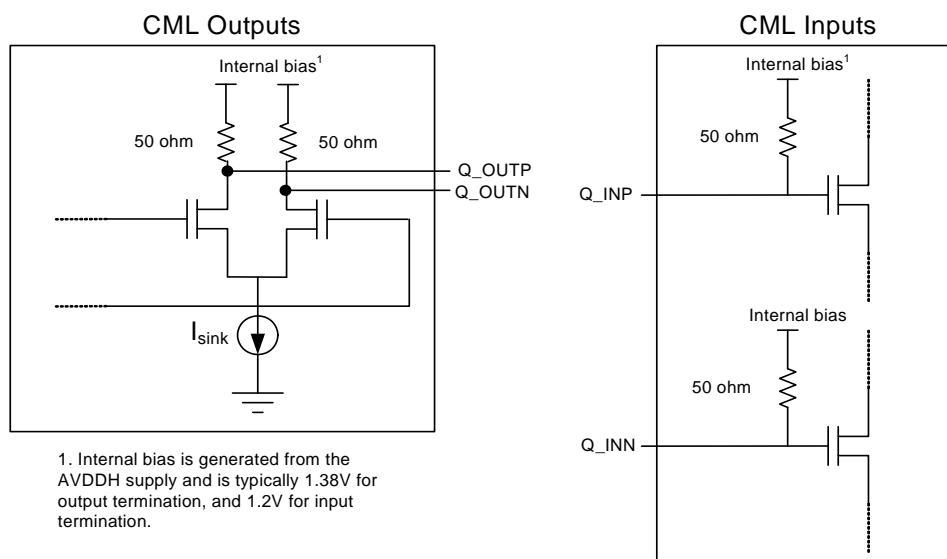 CML Outputs
Internal bias1
50 ohm
50 ohm
Q_OUTP
Q_OUTN
Isink
1. Internal bias is generated from the
AVDDH supply and is typically 1.38V for
output termination, and 1.2V for input
termination.
CML Inputs
Internal bias1
50 ohm
Q_INP
Internal bias
50 ohm
Q_INN